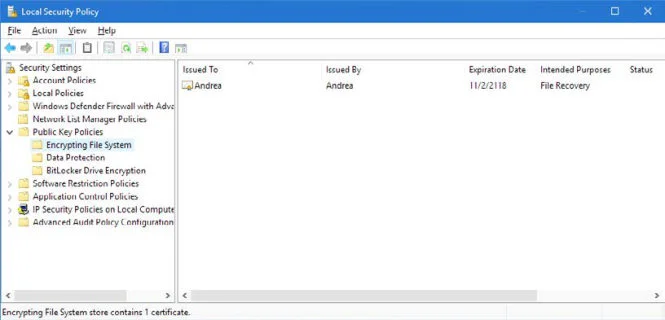 Local Security Policy
File Action View Help
Security Settings
Account Policies
Local Policies
Windows Defender Firewall with Adva
Network List Manager Policies
Public Key Policies
Encrypting File System
Data Protection
BitLocker Drive Encryption
Software Restriction Policies
Application Control Policies
IP Security Policies on Local Compute
Advanced Audit Policy Configuration
Issued To Issued By Expiration Date Intended Purposes Status
Andrea Andrea 11/2/2118 File Recovery
Encrypting File System store contains 1 certificate.